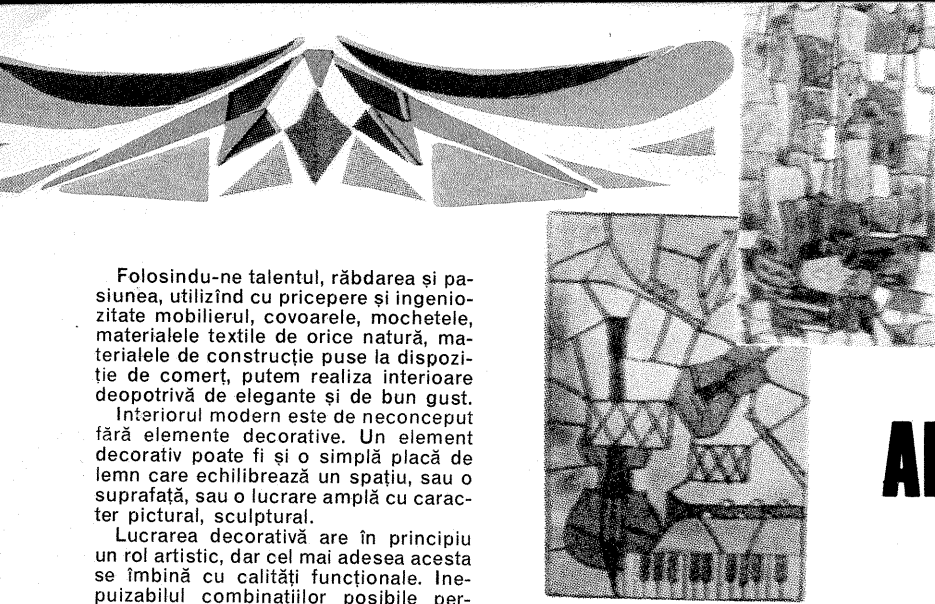 Folosindu-ne talentul, răbdarea și pa-
siunea, utilizînd cu pricepere și ingenio-
zitate mobilierul, covoarele, mochetele,
materialele textile de orice natură, ma-
terialele de construcție puse la dispozi-
ție de comerț, putem realiza interioare
deopotrivă de elegante și de bun gust.
Interiorul modern este de neconceput
fără elemente decorative. Un element
decorativ poate fi și o simplă placă de
lemn care echilibrează un spațiu, sau o
suprafață, sau o lucrare amplă cu carac-
ter pictural, sculptural.
Lucrarea decorativă are în principiu
un rol artistic, dar cel mai adesea acesta
se îmbină cu calități funcționale. Ine-
puizabilul combinațiilor posibile per-